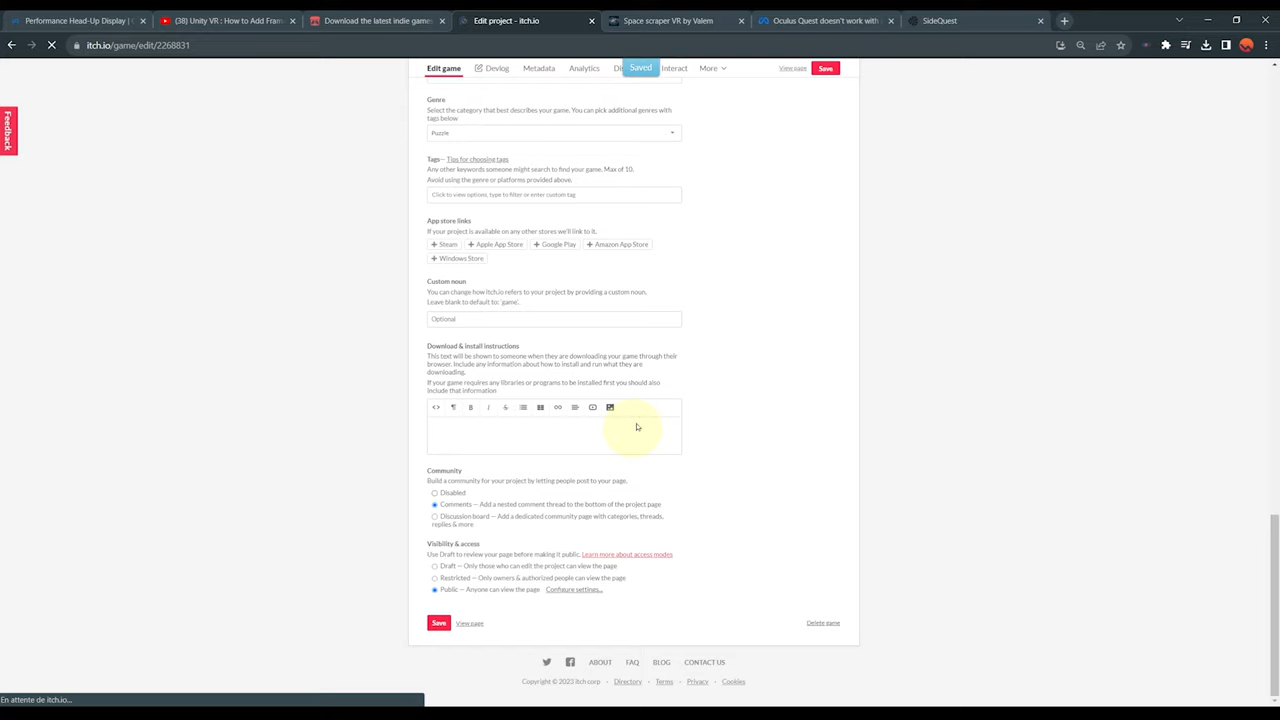 Performance Head-Up Display (
(38) Unity VR : How to Add Fram
Download the latest indie games
Edit project - itch.io
Space scraper VR by Valem
Oculus Quest doesn't work with
SideQuest
itch.io/game/edit/2268831
Edit game
Devlog
Metadata
Analytics
Di
Saved
Interact
More
View page
Save
Feedback
Genre
Select the category that best describes your game. You can pick additional genres with
tags below
Puzzle
Tags — Tips for choosing tags
Any other keywords someone might search to find your game. Max of 10.
Avoid using the genre or platforms provided above.
Click to view options, type to filter or enter custom tag
App store links
If your project is available on any other stores we'll link to it.
Steam
Apple App Store
Google Play
Amazon App Store
Windows Store
Custom noun
You can change how itch.io refers to your project by providing a custom noun.
Leave blank to default to: 'game'.
Optional
Download & install instructions
This text will be shown to someone when they are downloading your game through their
browser. Include any information about how to install and run what they are
downloading.
If your game requires any libraries or programs to be installed first you should also
include that information
Community
Build a community for your project by letting people post to your page.
Disabled
Comments — Add a nested comment thread to the bottom of the project page
Discussion board — Add a dedicated community page with categories, threads,
replies & more
Visibility & access
Use Draft to review your page before making it public. Learn more about access modes
Draft — Only those who can edit the project can view the page
Restricted — Only owners & authorized people can view the page
Public — Anyone can view the page Configure settings...
Save
View page
Delete game
ABOUT
FAQ
BLOG
CONTACT US
Copyright © 2023 itch corp · Directory · Terms · Privacy · Cookies
En attente de itch.io...